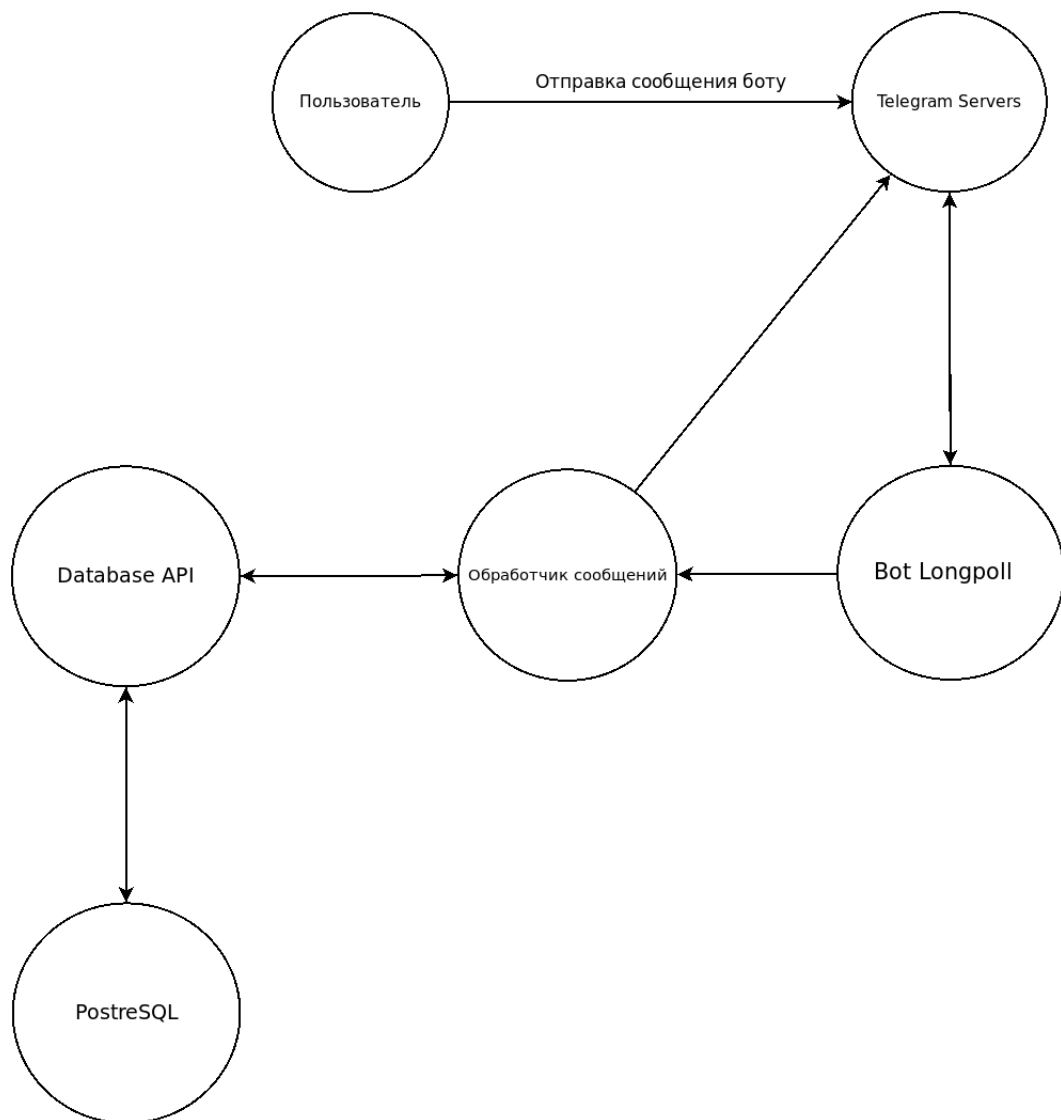 Отправка сообщения боту
Пользователь
Telegram Servers
Database API
Обработчик сообщений
Bot Longpoll
PostreSQL